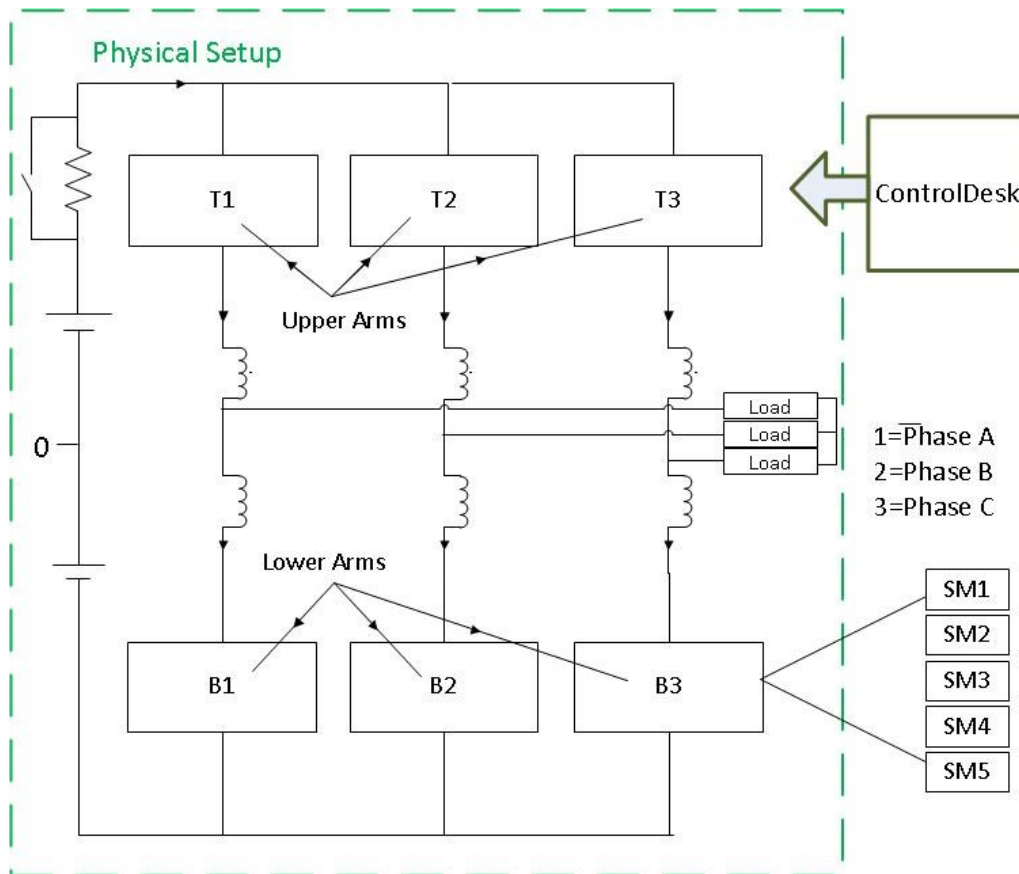 Physical Setup
T1
T2
T3
ControlDesk
Upper Arms
0
Load
Load
Load
1=Phase A
2=Phase B
3=Phase C
Lower Arms
SM1
SM2
SM3
SM4
SM5
B1
B2
B3